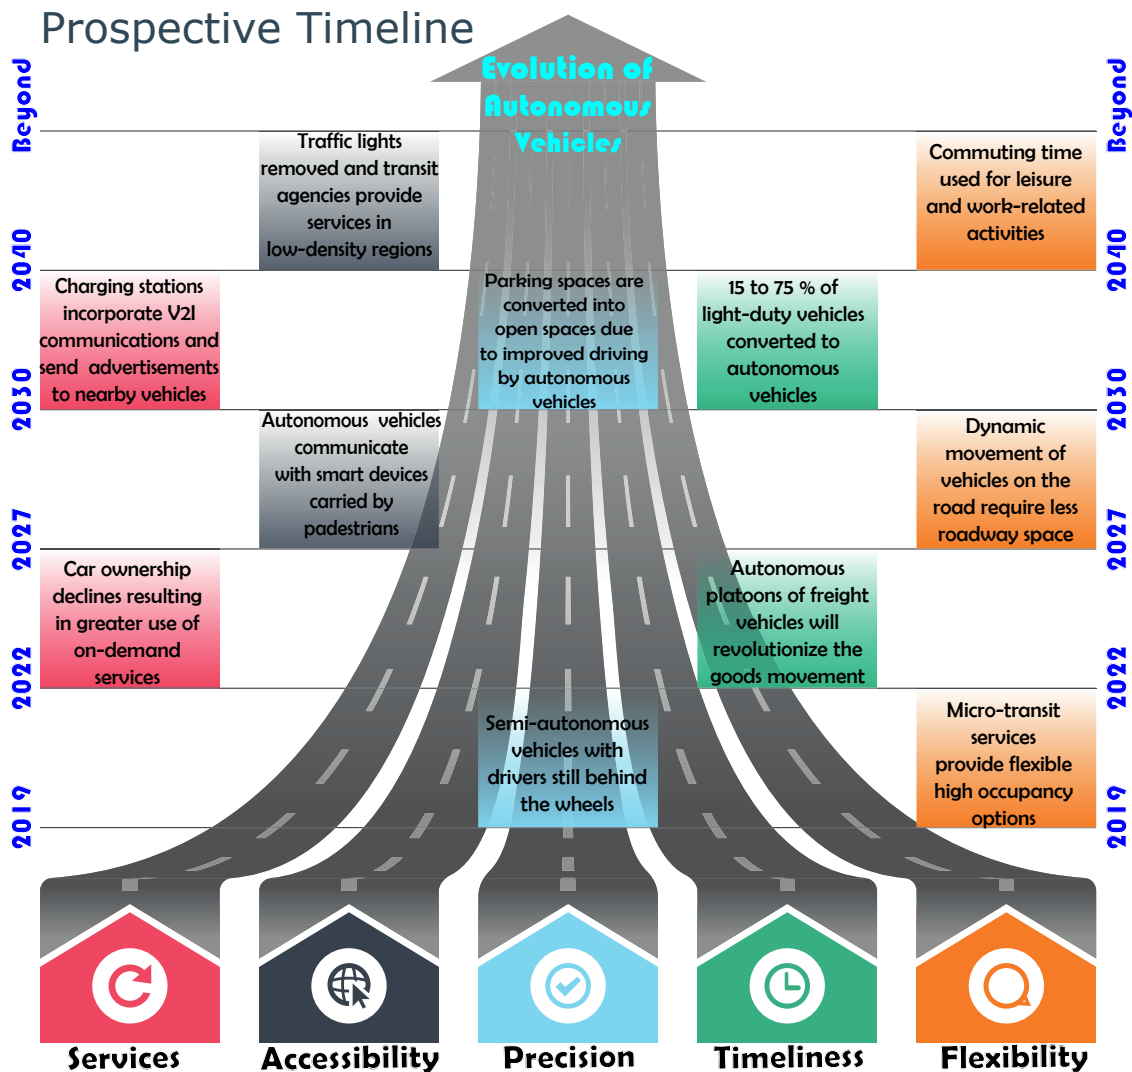 Prospective Timeline
Evolution of
Autonomous
Vehicles
Beyond
Beyond
Traffic lights
removed and transit
agencies provide
services in
low-density regions
Commuting time
used for leisure
and work-related
activities
2040
2040
Charging stations
incorporate V2I
communications and
send advertisements
to nearby vehicles
Parking spaces are
converted into
open spaces due
to improved driving
by autonomous
vehicles
15 to 75 % of
light-duty vehicles
converted to
autonomous
vehicles
2030
2030
Autonomous vehicles
communicate
with smart devices
carried by
padestrians
Dynamic
movement of
vehicles on the
road require less
roadway space
2027
2027
Car ownership
declines resulting
in greater use of
on-demand
services
Autonomous
platoons of freight
vehicles will
revolutionize the
goods movement
2022
2022
Semi-autonomous
vehicles with
drivers still behind
the wheels
Micro-transit
services
provide flexible
high occupancy
options
2019
2019
Services
Accessibility
Precision
Timeliness
Flexibility